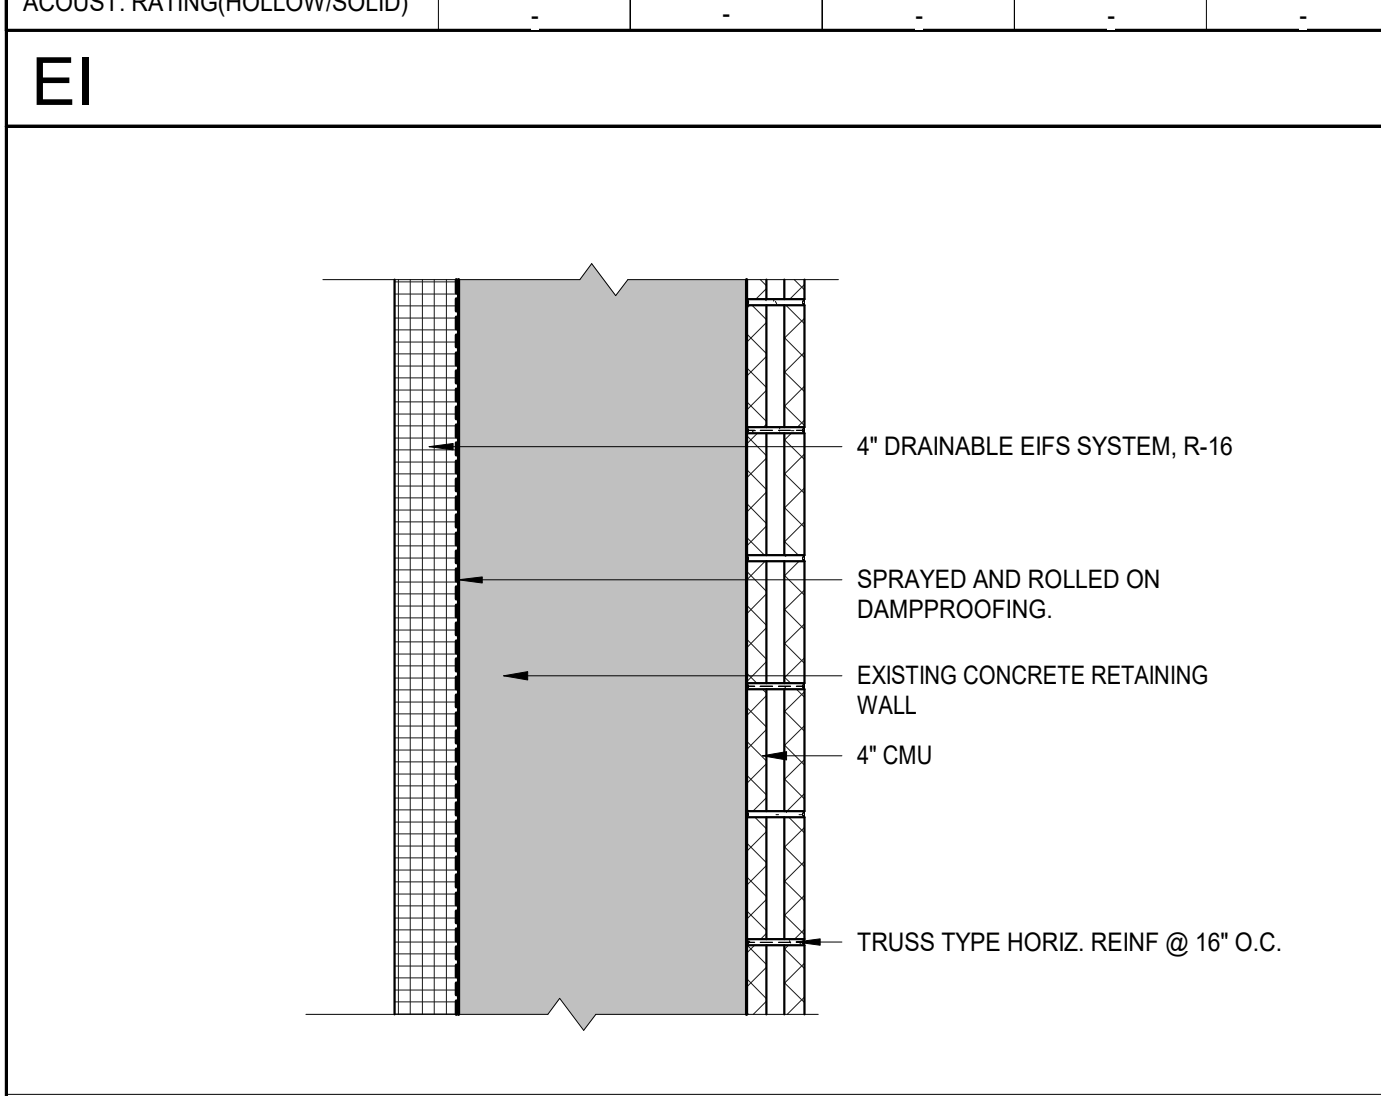 ACOUST. RATING(HOLLOW/SOLID)
- - - - -
EI
4" DRAINABLE EIFS SYSTEM, R-16
SPRAYED AND ROLLED ON
DAMPPROOFING.
EXISTING CONCRETE RETAINING
WALL
4" CMU
TRUSS TYPE HORIZ. REINF @ 16" O.C.